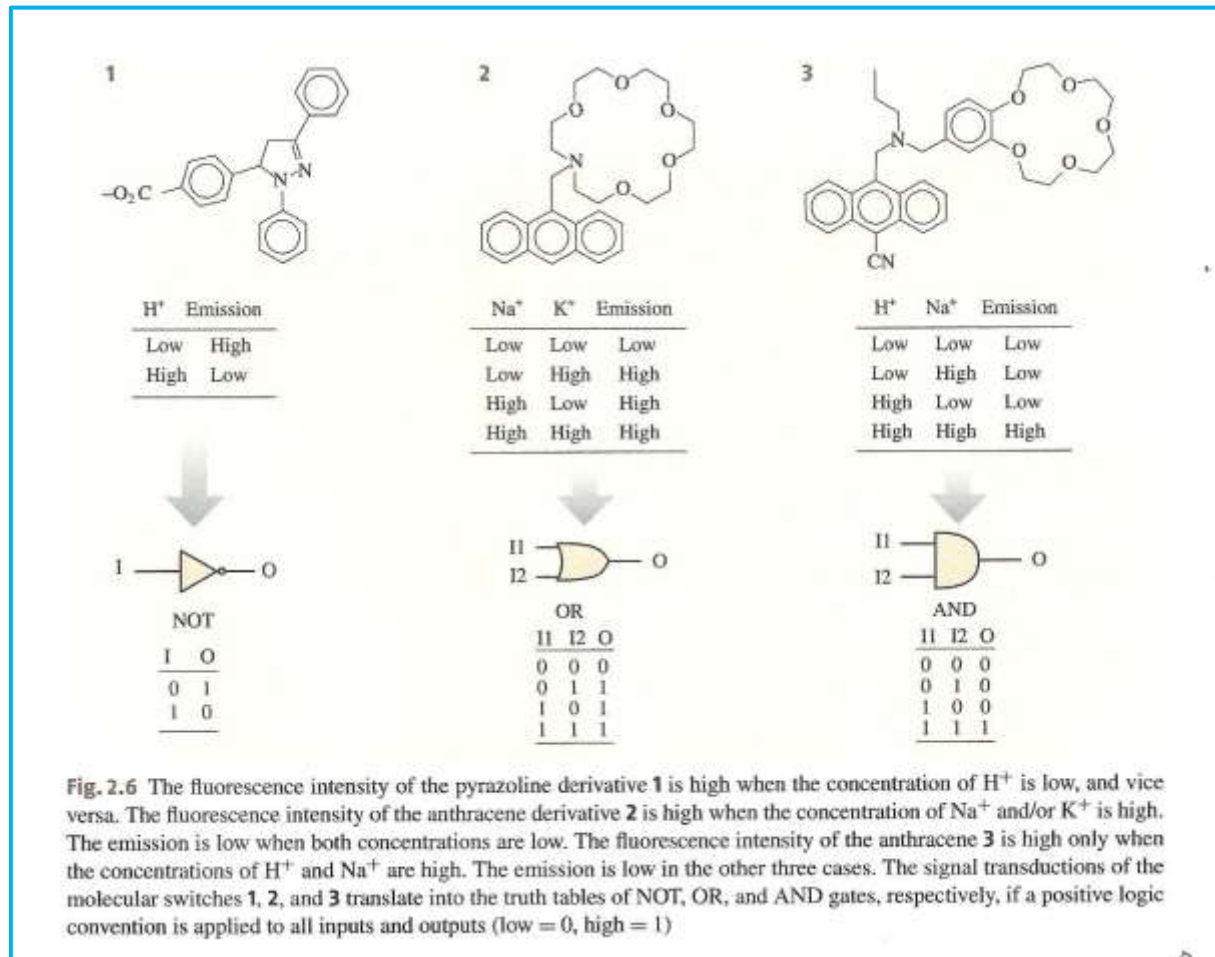 1
2
3
O
O
O
O
O
N
N
O
O
O
O
O
N
N
–O₂C
CN
H⁺ Emission
Low High
High Low
Na⁺ K⁺ Emission
Low Low Low
Low High High
High Low High
High High High
H⁺ Na⁺ Emission
Low Low Low
Low High Low
High Low Low
High High High
I O
NOT
I O
0 1
1 0
I1
I2
O
OR
I1 I2 O
0 0 0
0 1 1
1 0 1
1 1 1
I1
I2
O
AND
I1 I2 O
0 0 0
0 1 0
1 0 0
1 1 1
Fig. 2.6 The fluorescence intensity of the pyrazoline derivative 1 is high when the concentration of H⁺ is low, and vice
versa. The fluorescence intensity of the anthracene derivative 2 is high when the concentration of Na⁺ and/or K⁺ is high.
The emission is low when both concentrations are low. The fluorescence intensity of the anthracene 3 is high only when
the concentrations of H⁺ and Na⁺ are high. The emission is low in the other three cases. The signal transductions of the
molecular switches 1, 2, and 3 translate into the truth tables of NOT, OR, and AND gates, respectively, if a positive logic
convention is applied to all inputs and outputs (low = 0, high = 1)